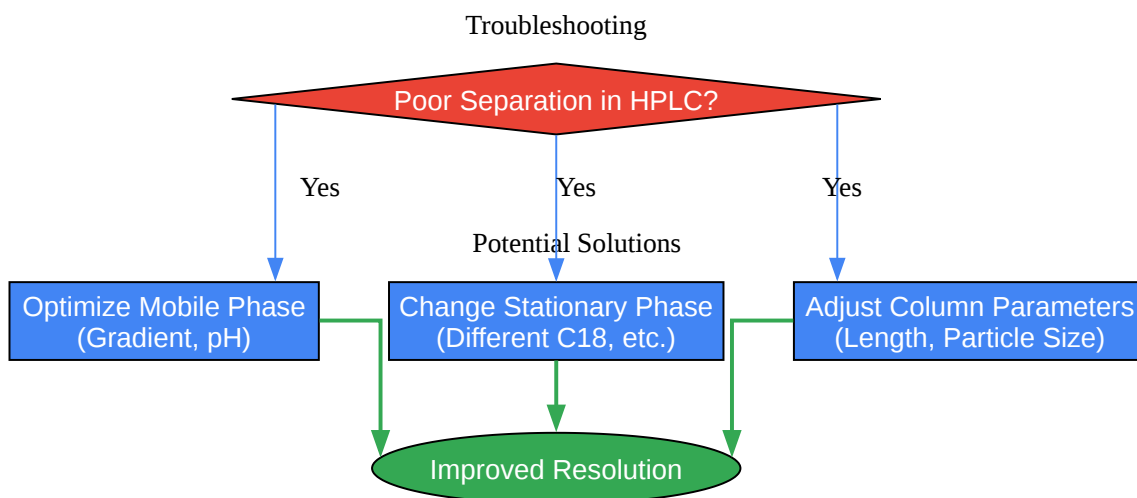 Troubleshooting
Poor Separation in HPLC?
Yes
Yes
Yes
Potential Solutions
Optimize Mobile Phase
(Gradient, pH)
Change Stationary Phase
(Different C18, etc.)
Adjust Column Parameters
(Length, Particle Size)
Improved Resolution